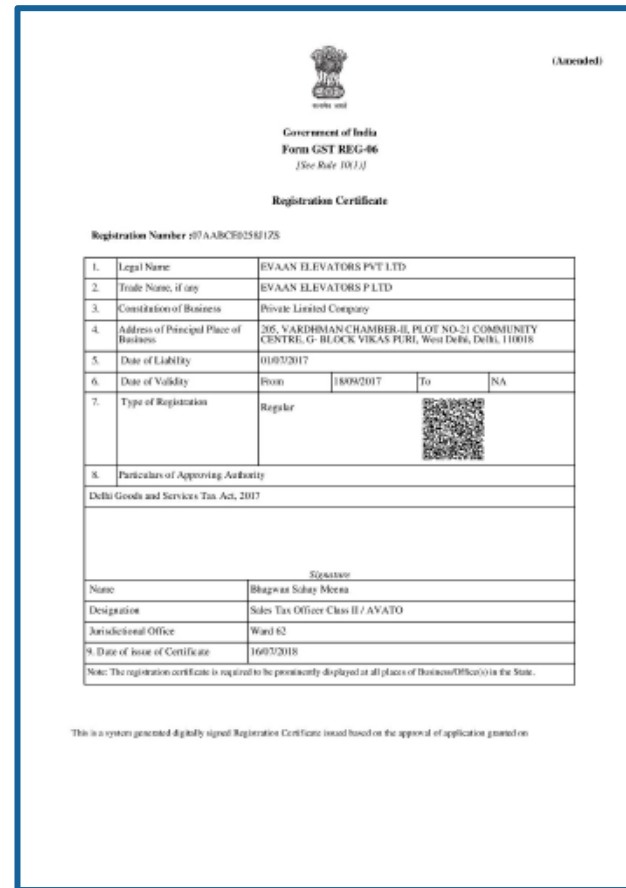 (Amended)
सत्यमेव जयते
Government of India
Form GST REG-06
[See Rule 10(1)]
Registration Certificate
Registration Number :07AABCE0258J1ZS
1. Legal Name EVAAN ELEVATORS PVT LTD
2. Trade Name, if any EVAAN ELEVATORS P LTD
3. Constitution of Business Private Limited Company
4. Address of Principal Place of Business 205, VARDHMAN CHAMBER-II, PLOT NO-21 COMMUNITY
CENTRE, G- BLOCK VIKAS PURI, West Delhi, Delhi, 110018
5. Date of Liability 01/07/2017
6. Date of Validity From 18/09/2017 To NA
7. Type of Registration Regular
8. Particulars of Approving Authority
Delhi Goods and Services Tax Act, 2017
Signature
Name Bhagwan Sahay Meena
Designation Sales Tax Officer Class II / AVATO
Jurisdictional Office Ward 62
9. Date of issue of Certificate 16/07/2018
Note: The registration certificate is required to be prominently displayed at all places of Business/Office(s) in the State.
This is a system generated digitally signed Registration Certificate issued based on the approval of application granted on